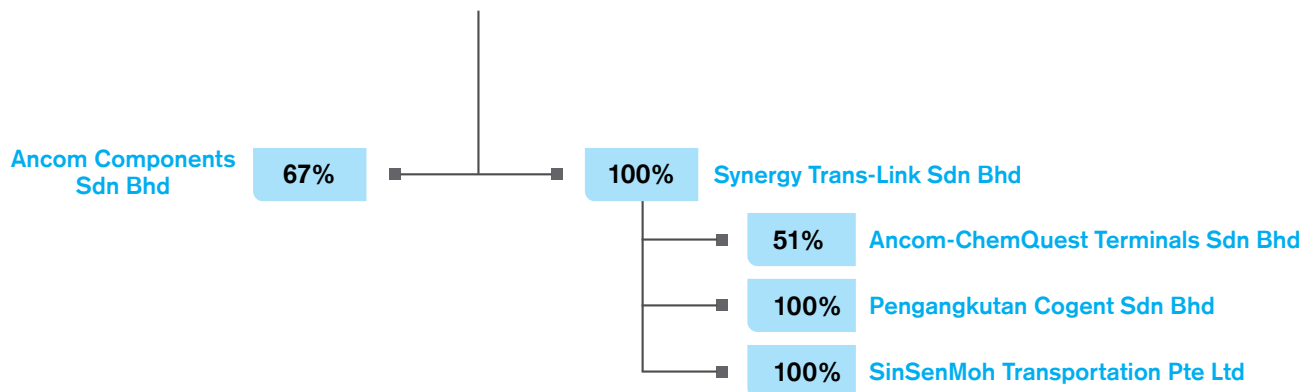 Ancom Components
Sdn Bhd
67%
100%
Synergy Trans-Link Sdn Bhd
51%
Ancom-ChemQuest Terminals Sdn Bhd
100%
Pengangkutan Cogent Sdn Bhd
100%
SinSenMoh Transportation Pte Ltd